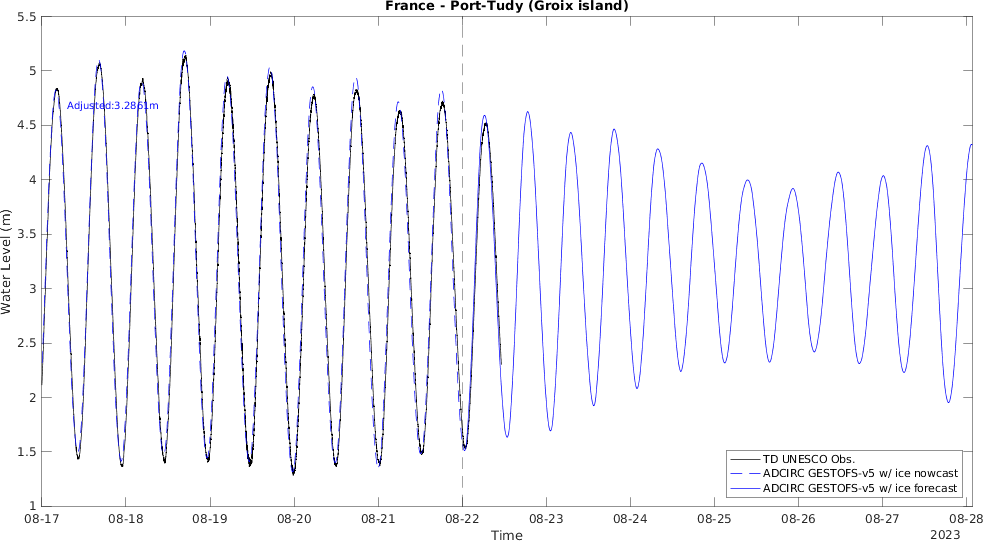 France - Port-Tudy (Groix island)
5.5
5
4.5
4
3.5
3
2.5
2
1.5
1
Water Level (m)
Adjusted:3.2861m
TD UNESCO Obs.
ADCIRC GESTOFS-v5 w/ ice nowcast
ADCIRC GESTOFS-v5 w/ ice forecast
08-17 08-18 08-19 08-20 08-21 08-22 08-23 08-24 08-25 08-26 08-27 08-28
Time
2023